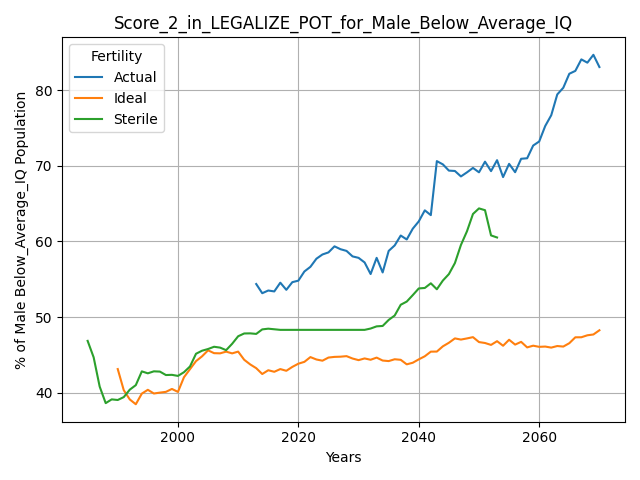 Score_2_in_LEGALIZE_POT_for_Male_Below_Average_IQ
Fertility
Actual
Ideal
Sterile
% of Male Below_Average_IQ Population
80
70
60
50
40
2000
2020
2040
2060
Years